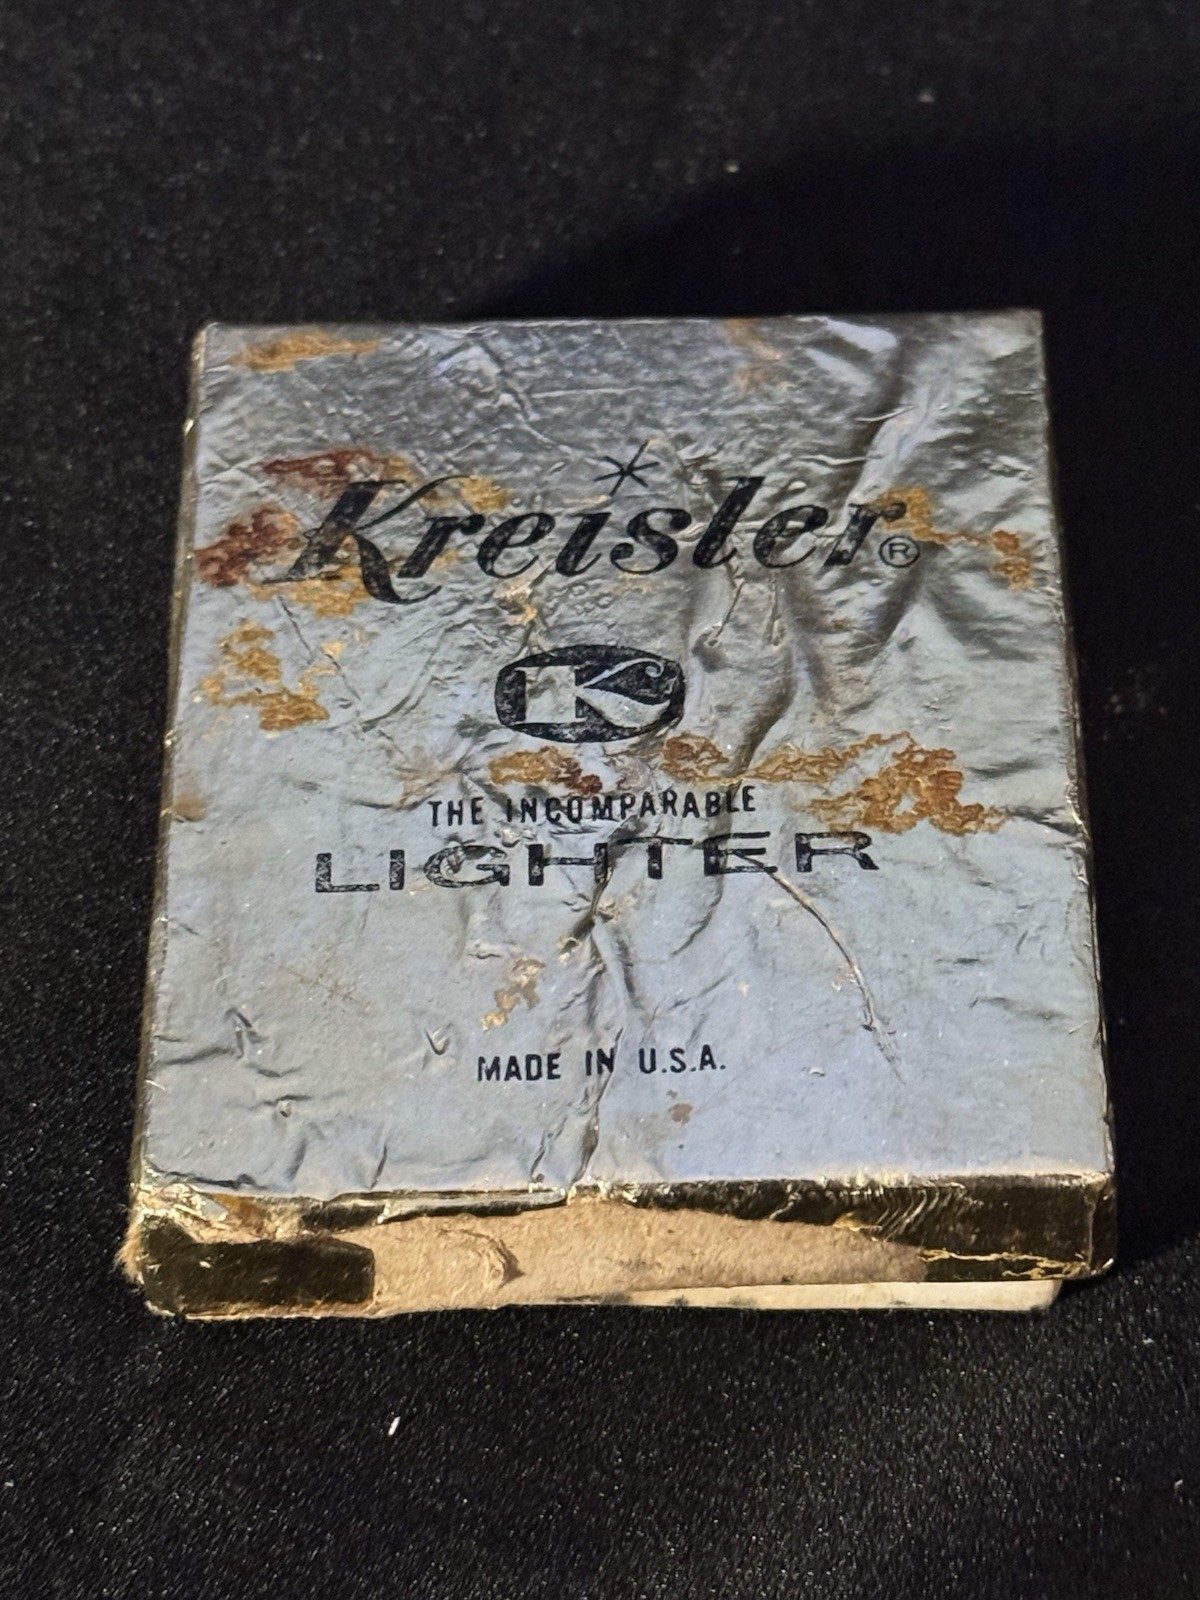 Kreisler®
K
THE INCOMPARABLE
LIGHTER
MADE IN U.S.A.